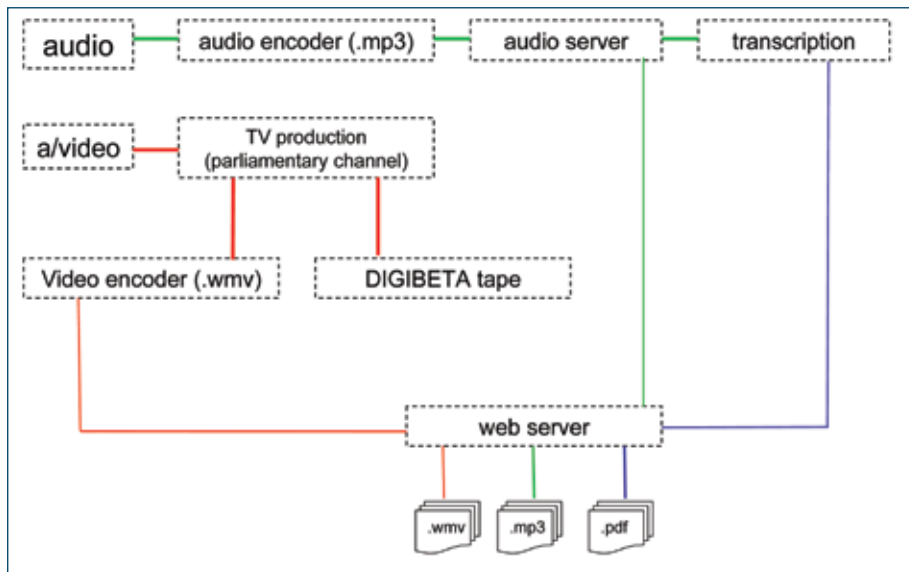 audio
audio encoder (.mp3)
audio server
transcription
a/video
TV production
(parliamentary channel)
Video encoder (.wmv)
DIGIBETA tape
web server
.wmv
.mp3
.pdf